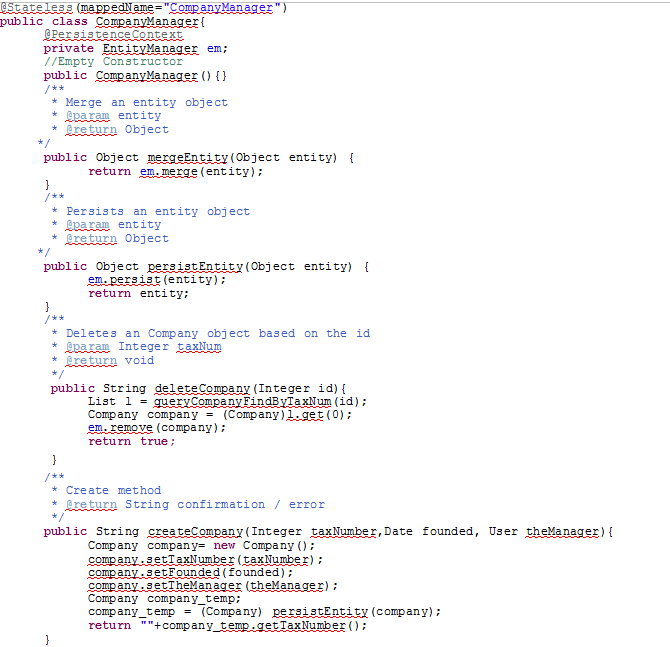 @Stateless(mappedName="CompanyManager")
public class CompanyManager{
@PersistenceContext
private EntityManager em;
//Empty Constructor
public CompanyManager(){}
/**
* Merge an entity object
* @param entity
* @return Object
*/
public Object mergeEntity(Object entity) {
return em.merge(entity);
}
/**
* Persists an entity object
* @param entity
* @return Object
*/
public Object persistEntity(Object entity) {
em.persist(entity);
return entity;
}
/**
* Deletes an Company object based on the id
* @param Integer taxNum
* @return void
*/
public String deleteCompany(Integer id){
List l = queryCompanyFindByTaxNum(id);
Company company = (Company)l.get(0);
em.remove(company);
return true;
}
/**
* Create method
* @return String confirmation / error
*/
public String createCompany(Integer taxNumber,Date founded, User theManager){
Company company= new Company();
company.setTaxNumber(taxNumber);
company.setFounded(founded);
company.setTheManager(theManager);
Company company_temp;
company_temp = (Company) persistEntity(company);
return ""+company_temp.getTaxNumber();
}